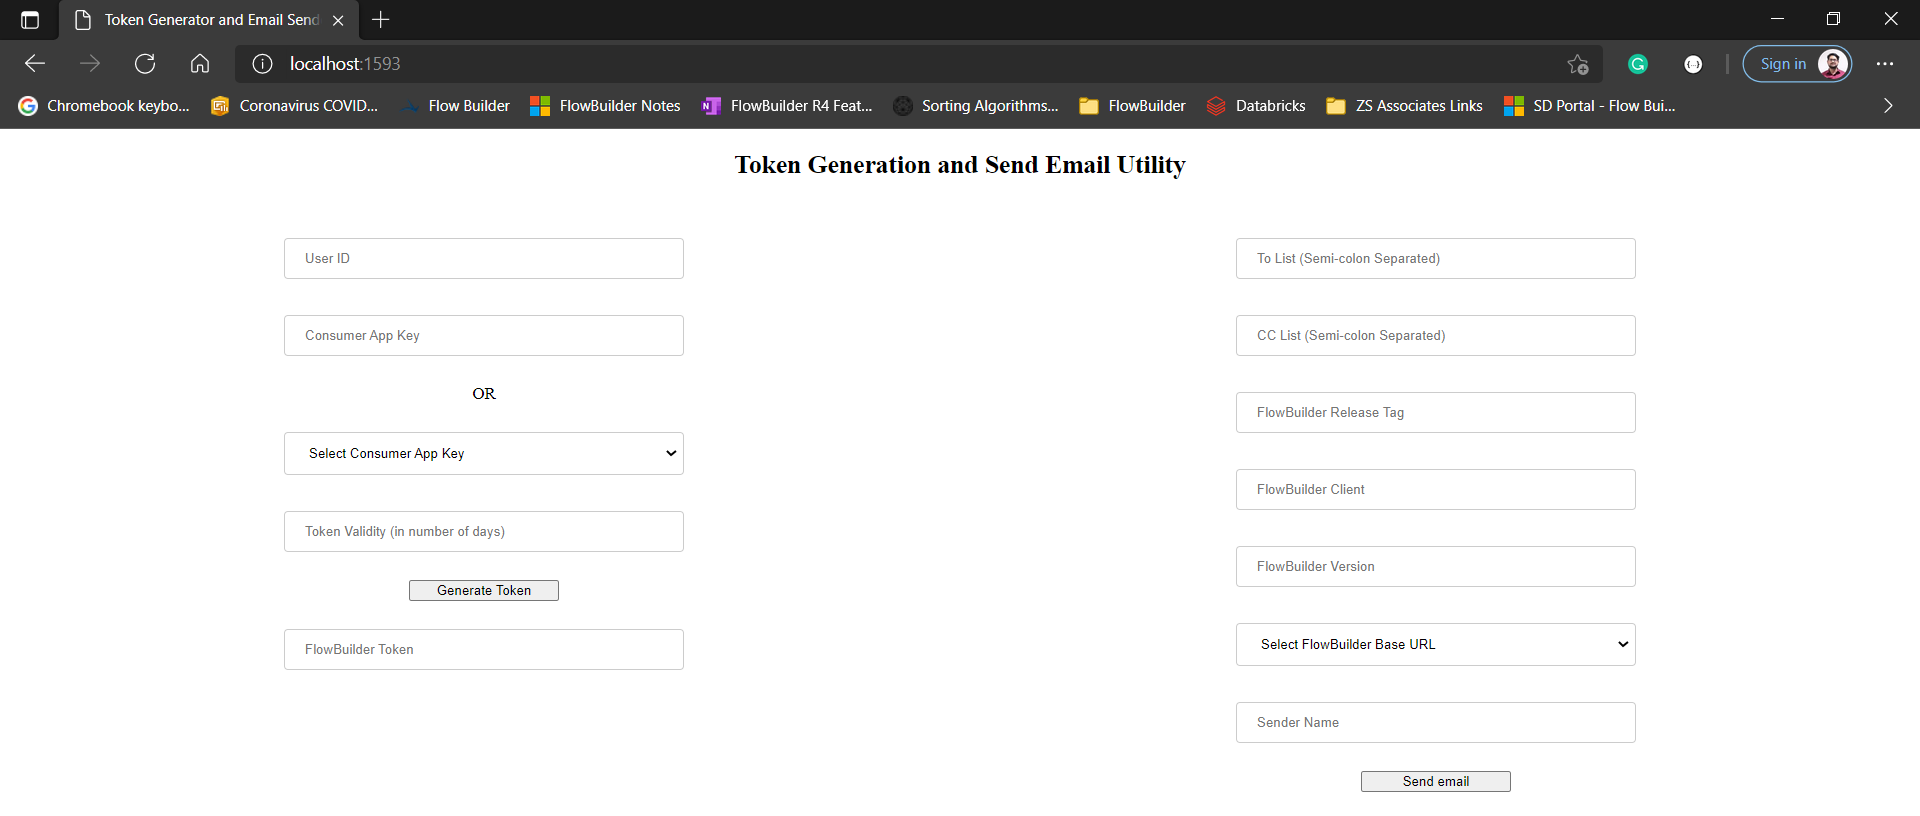 Token Generator and Email Send
localhost:1593
Sign in
Chromebook keybo... Coronavirus COVID... Flow Builder FlowBuilder Notes FlowBuilder R4 Feat... Sorting Algorithms... FlowBuilder Databricks ZS Associates Links SD Portal - Flow Bui...
Token Generation and Send Email Utility
User ID
Consumer App Key
OR
Select Consumer App Key
Token Validity (in number of days)
Generate Token
FlowBuilder Token
To List (Semi-colon Separated)
CC List (Semi-colon Separated)
FlowBuilder Release Tag
FlowBuilder Client
FlowBuilder Version
Select FlowBuilder Base URL
Sender Name
Send email